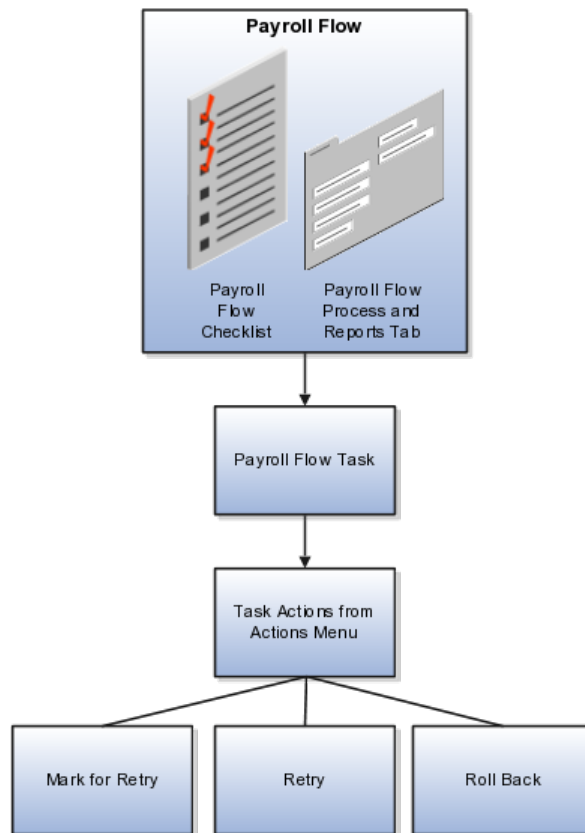 Payroll Flow
Payroll
Flow
Checklist
Payroll Flow
Process and
Reports Tab
Payroll Flow Task
Task Actions from
Actions Menu
Mark for Retry
Retry
Roll Back